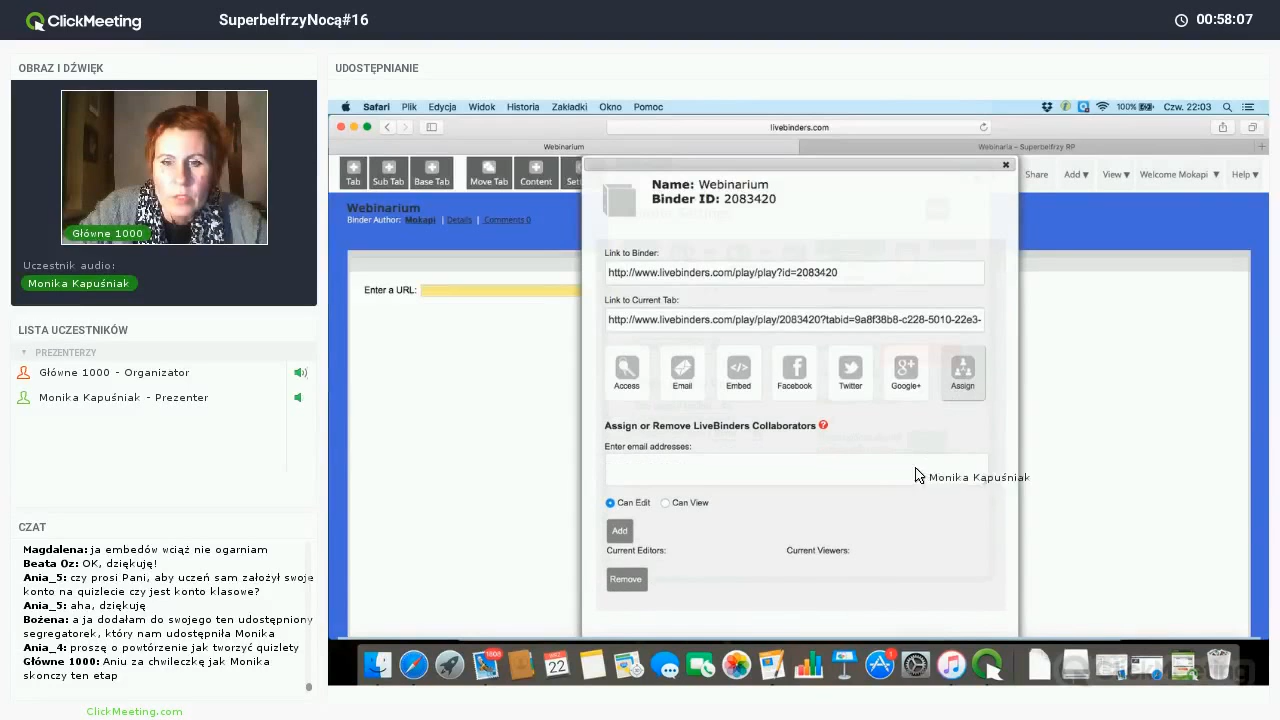 ClickMeeting
SuperbelfrzyNocą#16
00:58:07
OBRAZ I DŹWIĘK
Główne 1000
Uczestnik audio:
Monika Kapuśniak
LISTA UCZESTNIKÓW
PREZENTERZY
Główne 1000 - Organizator
Monika Kapuśniak - Prezenter
CZAT
Magdalena: ja embedów wciąż nie ogarniam
Beata Oz: OK, dziękuję!
Ania_5: czy prosi Pani, aby uczeń sam założył swoje
konto na quizlecie czy jest konto klasowe?
Ania_5: aha, dziękuję
Bożena: a ja dodałam do swojego ten udostępniony
segregatorek, który nam udostępniła Monika
Ania_4: proszę o powtórzenie jak tworzyć quizlety
Główne 1000: Aniu za chwileczkę jak Monika
skonczy ten etap
ClickMeeting.com
UDOSTĘPNIANIE
Safari Plik Edycja Widok Historia Zakładki Okno Pomoc
100% Czw. 22:03
livebinders.com
Webinarium
Webinaria – Superbelfrzy RP
Tab Sub Tab Base Tab Move Tab Content
Share Add View Welcome Mokapi Help
Webinarium
Binder Author: Mokapi | Details | Comments 0
Enter a URL:
Name: Webinarium
Binder ID: 2083420
Link to Binder:
http://www.livebinders.com/play/play?id=2083420
Link to Current Tab:
http://www.livebinders.com/play/play/2083420?tabid=9a8f38b8-c228-5010-22e3-
Access Email Embed Facebook Twitter Google+ Assign
Assign or Remove LiveBinders Collaborators ?
Enter email addresses:
Monika Kapuśniak
Can Edit Can View
Add
Current Editors: Current Viewers:
Remove
22
ClickMeeting